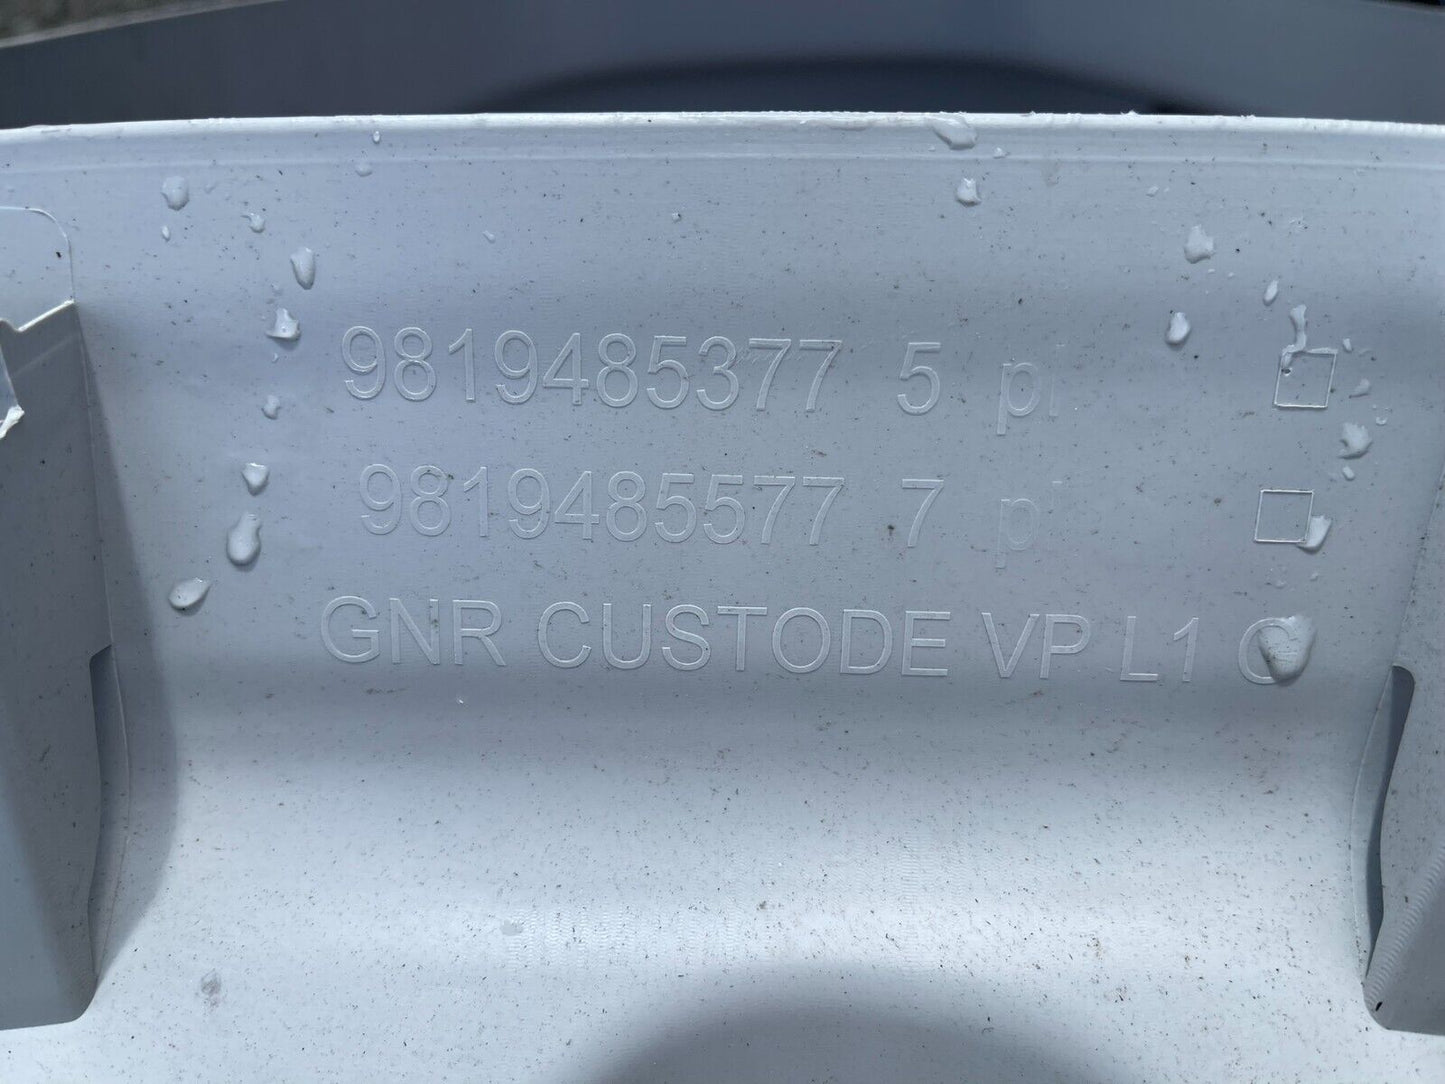 9819485377 5 pl
9819485577 7 pl
GNR CUSTODE VP L1 G